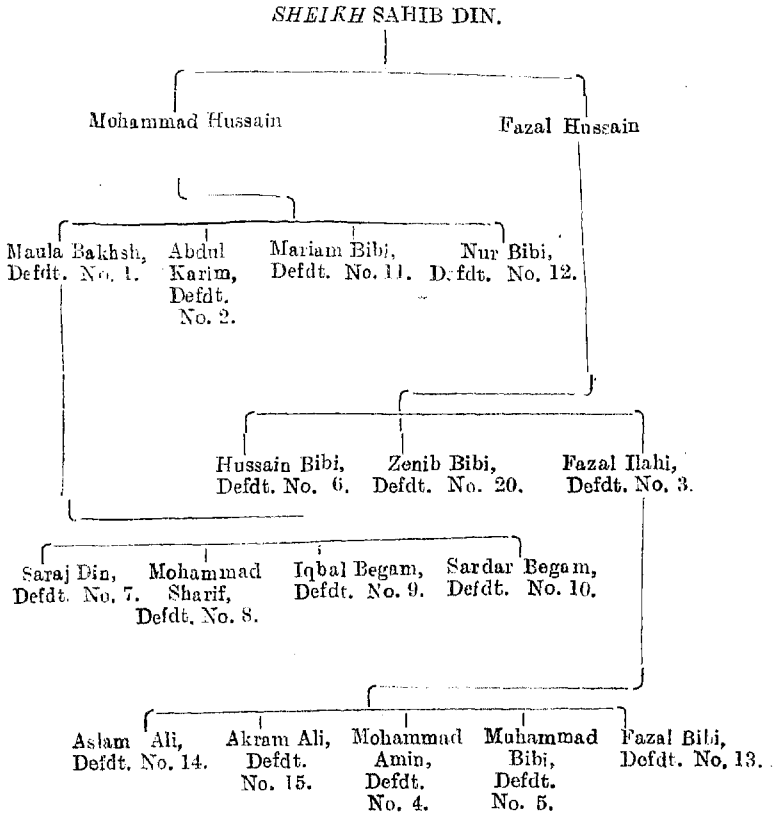 SHEIKH SAHIB DIN.
Mohammad Hussain
Fazal Hussain
Maula Bakhsh,
Defdt. No. 1.
Abdul
Karim,
Defdt.
No. 2.
Mariam Bibi,
Defdt. No. 11.
Nur Bibi,
Defdt. No. 12.
Hussain Bibi,
Defdt. No. 6.
Zenib Bibi,
Defdt. No. 20.
Fazal Ilahi,
Defdt. No. 3.
Saraj Din,
Defdt. No. 7.
Mohammad
Sharif,
Defdt. No. 8.
Iqbal Begam,
Defdt. No. 9.
Sardar Begam,
Defdt. No. 10.
Aslam Ali,
Defdt. No. 14.
Akram Ali,
Defdt.
No. 15.
Mohammad
Amin,
Defdt.
No. 4.
Muhammad
Bibi,
Defdt.
No. 5.
Fazal Bibi,
Defdt. No. 13.